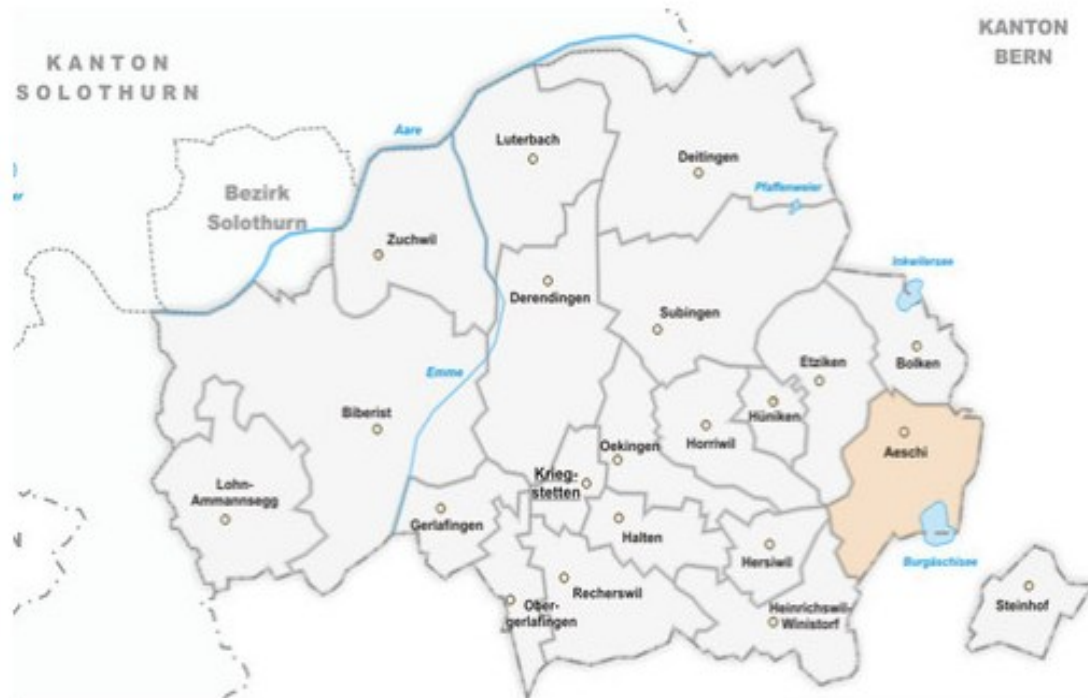 KANTON
SOLOTHURN
KANTON
BERN
Aare
Luterbach
Deitingen
Pfaffenweier
Bezirk
Solothurn
Zuchwil
Inkwilersee
Derendingen
Subingen
Etziken
Bolken
Emme
Biberist
Hüniken
Horriwil
Oekingen
Aeschi
Lohn-
Ammannsegg
Krieg-
stetten
Gerlafingen
Halten
Hersiwil
Burgäschisee
Recherswil
Ober-
gerlafingen
Heinrichswil-
Winistorf
Steinhof